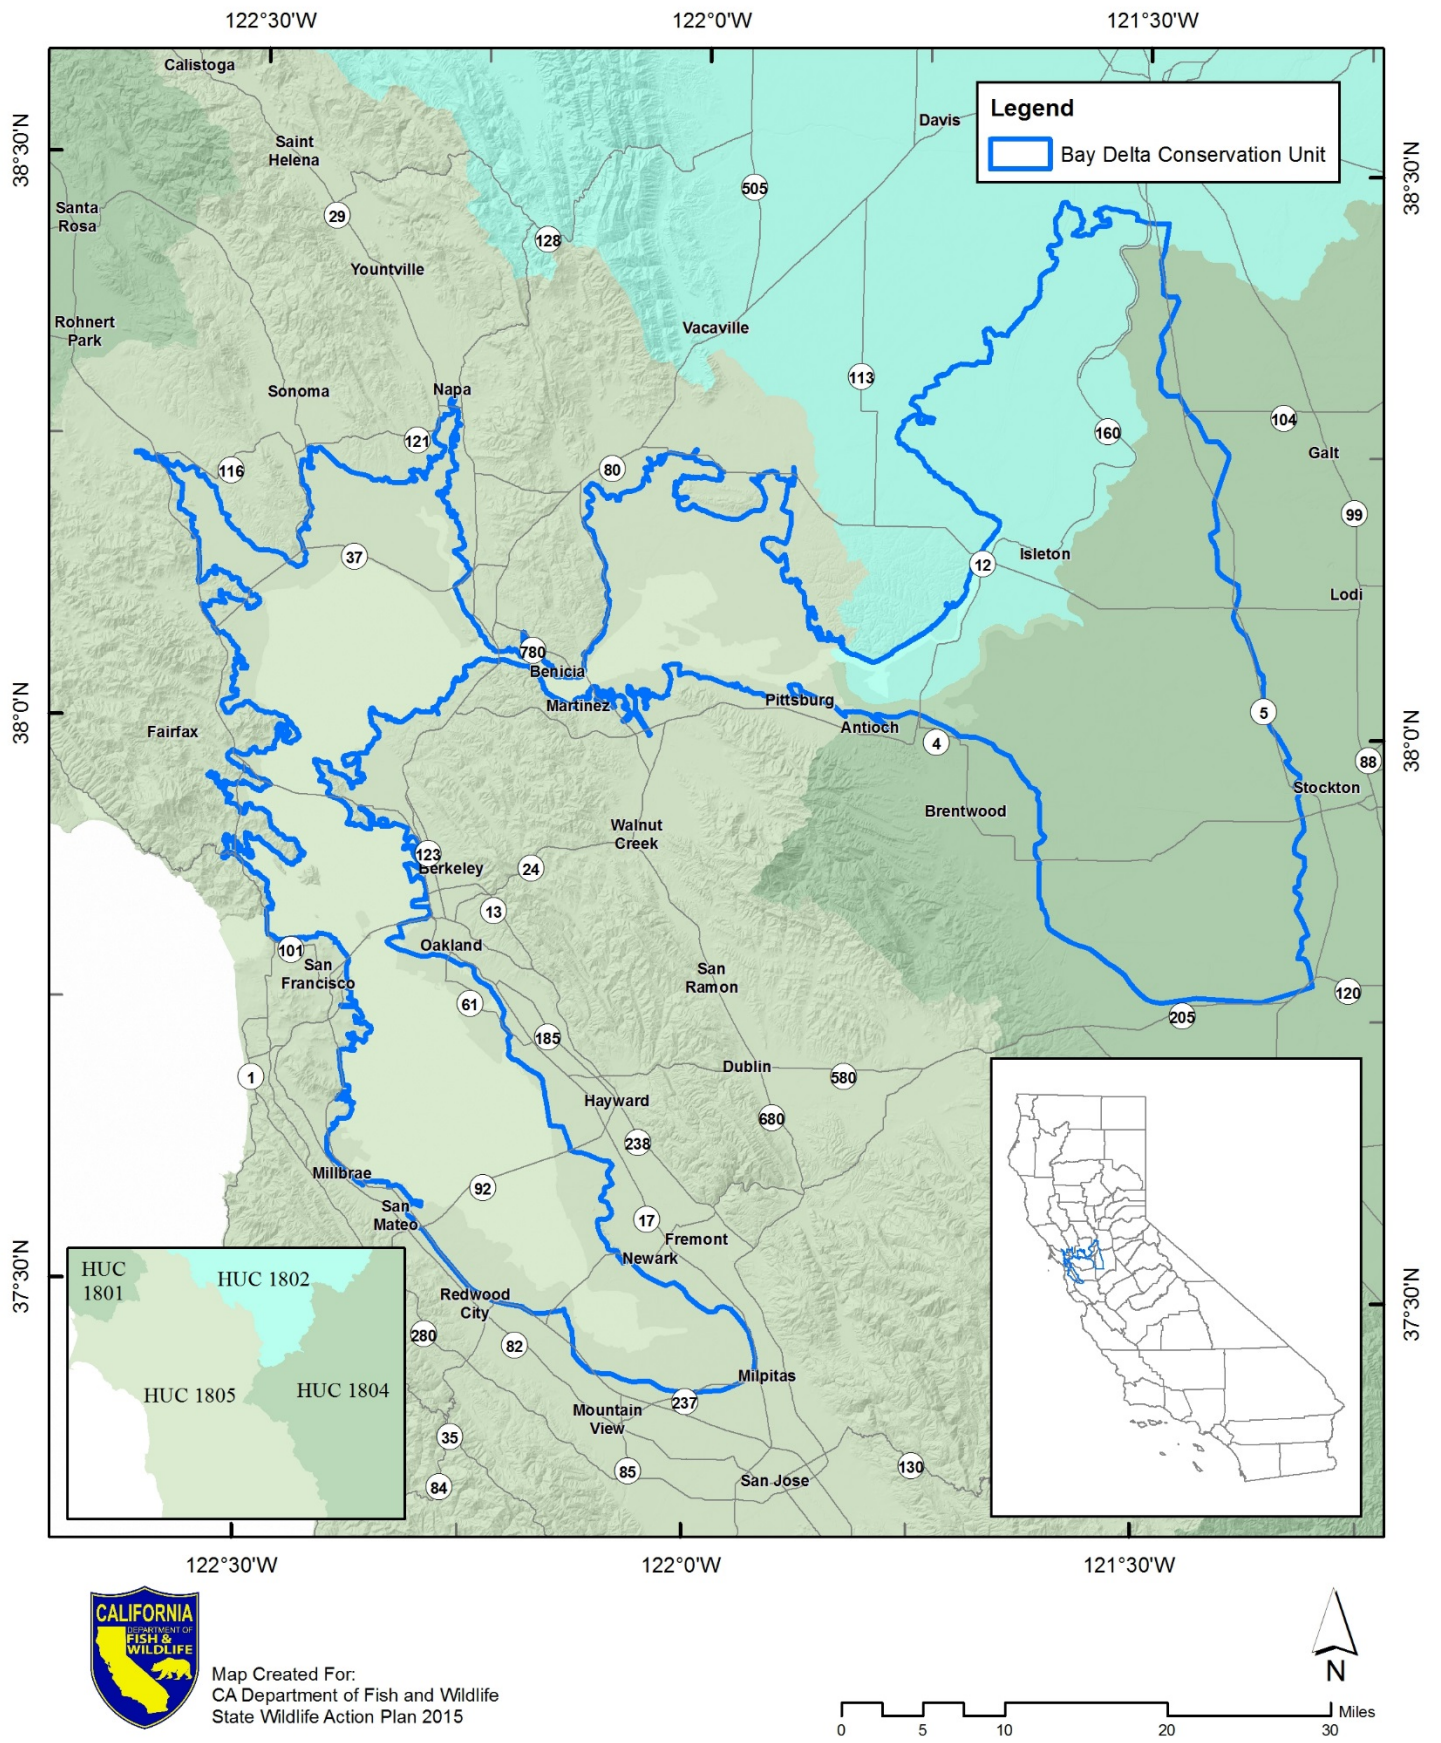 122°30'W
122°0'W
121°30'W
38°30'N
38°30'N
Calistoga
Davis
Legend
Bay Delta Conservation Unit
Saint
Helena
505
Santa
Rosa
29
128
Yountville
Rohnert
Park
Vacaville
113
Sonoma
Napa
121
160
104
Galt
116
80
99
37
12
Isleton
Lodi
780
Benicia
Martinez
Pittsburg
Antioch
5
38°0'N
38°0'N
Fairfax
4
88
Stockton
Brentwood
Walnut
Creek
123
Berkeley
24
13
Oakland
101
San
Francisco
San
Ramon
61
120
205
185
1
Dublin
580
Hayward
680
238
Millbrae
92
San
Mateo
17
Fremont
Newark
37°30'N
37°30'N
HUC
1801
HUC 1802
HUC 1805
HUC 1804
Redwood
City
280
82
Milpitas
237
Mountain
View
35
85
84
San Jose
130
122°30'W
122°0'W
121°30'W
CALIFORNIA
DEPARTMENT OF
FISH &
WILDLIFE
Map Created For:
CA Department of Fish and Wildlife
State Wildlife Action Plan 2015
N
Miles
0
5
10
20
30